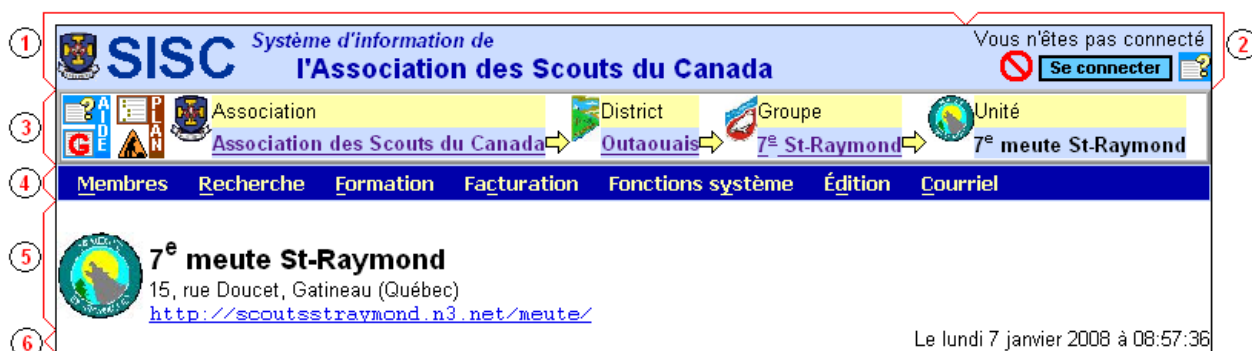 1
SISC
Système d'information de
l'Association des Scouts du Canada
Vous n'êtes pas connecté
Se connecter
2
3
AIDE
PLAN
G
Association
Association des Scouts du Canada
District
Outaouais
Groupe
7e St-Raymond
Unité
7e meute St-Raymond
4
Membres Recherche Formation Facturation Fonctions système Édition Courriel
5
7e meute St-Raymond
15, rue Doucet, Gatineau (Québec)
http://scoutsstraymond.n3.net/meute/
6
Le lundi 7 janvier 2008 à 08:57:36